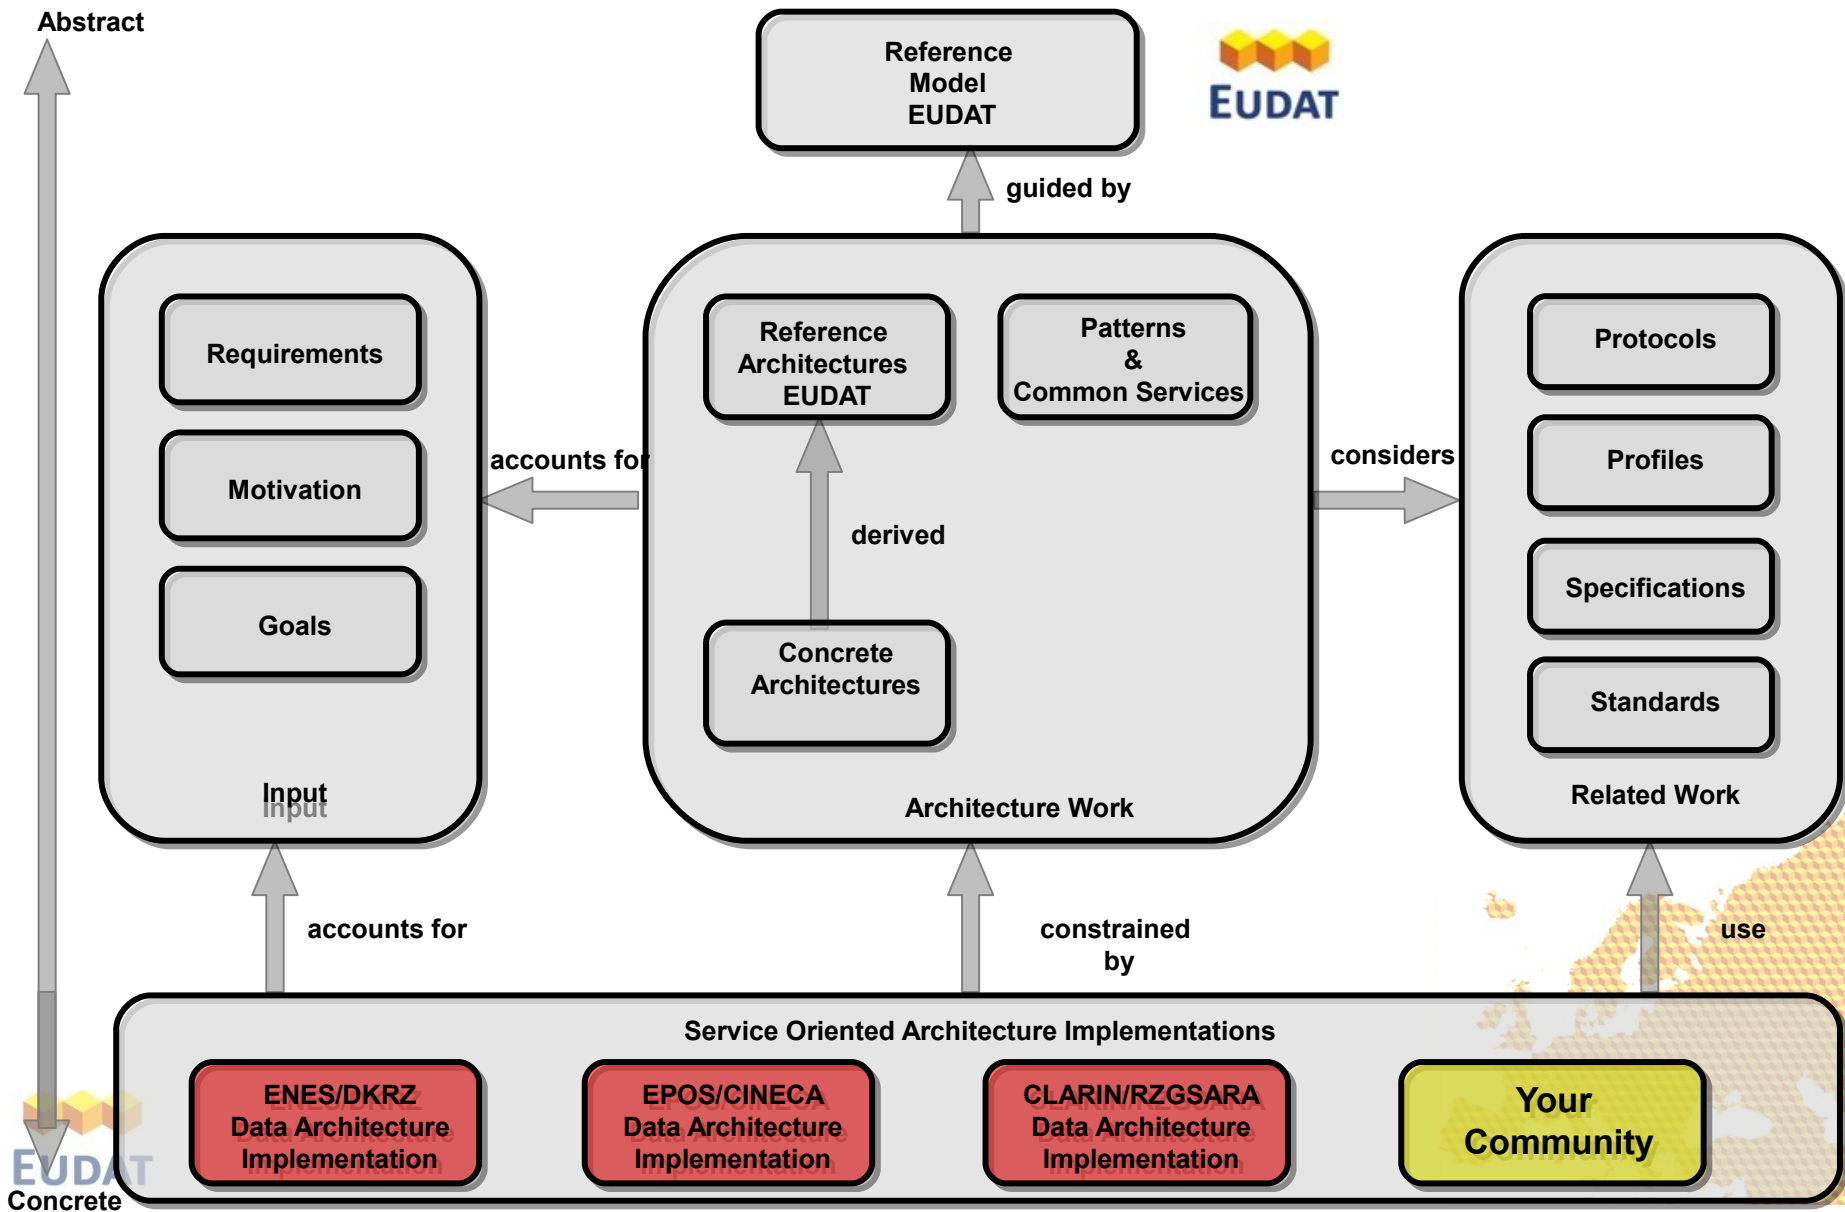 Abstract
Reference
Model
EUDAT
EUDAT
guided by
Requirements
Motivation
Goals
Input
Input
accounts for
Reference
Architectures
EUDAT
Patterns
&
Common Services
derived
Concrete
Architectures
Architecture Work
considers
Protocols
Profiles
Specifications
Standards
Related Work
accounts for
constrained
by
use
Service Oriented Architecture Implementations
ENES/DKRZ
Data Architecture
Implementation
EPOS/CINECA
Data Architecture
Implementation
CLARIN/RZGSARA
Data Architecture
Implementation
Your
Community
EUDAT
Concrete